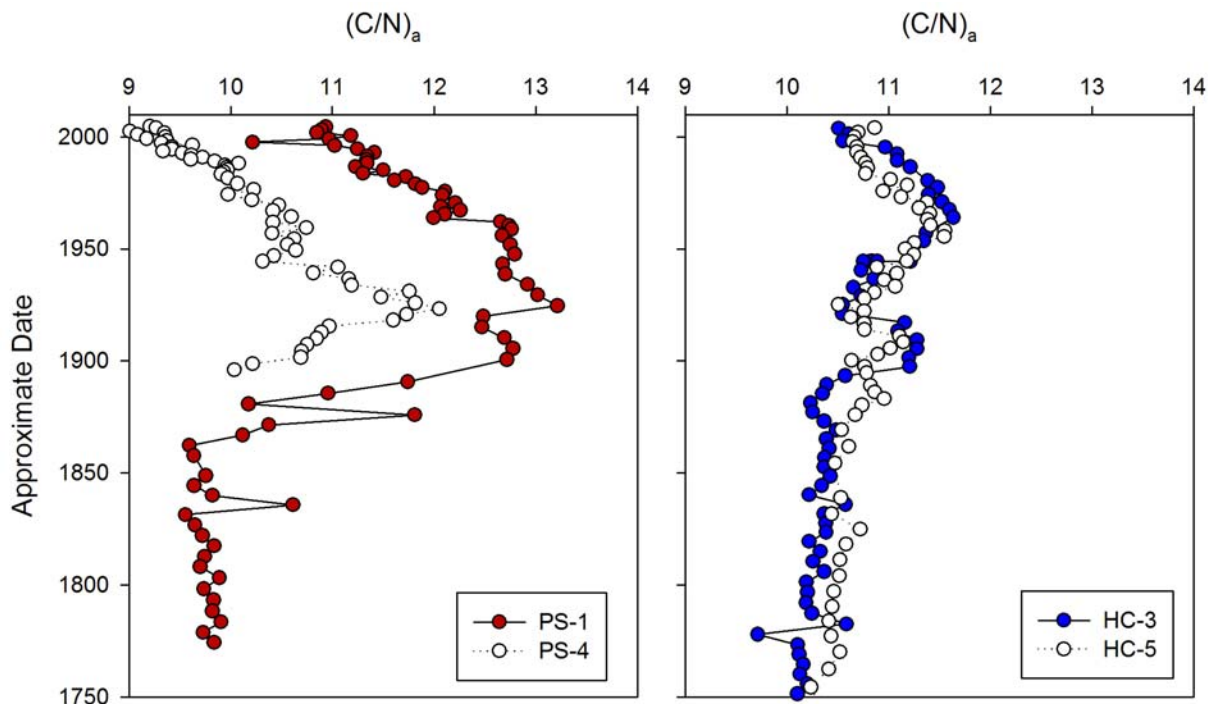 (C/N)a (C/N)a
9 10 11 12 13 14 9 10 11 12 13 14
2000
1950
1900
1850
1800
1750
Approximate Date
PS-1
PS-4
HC-3
HC-5